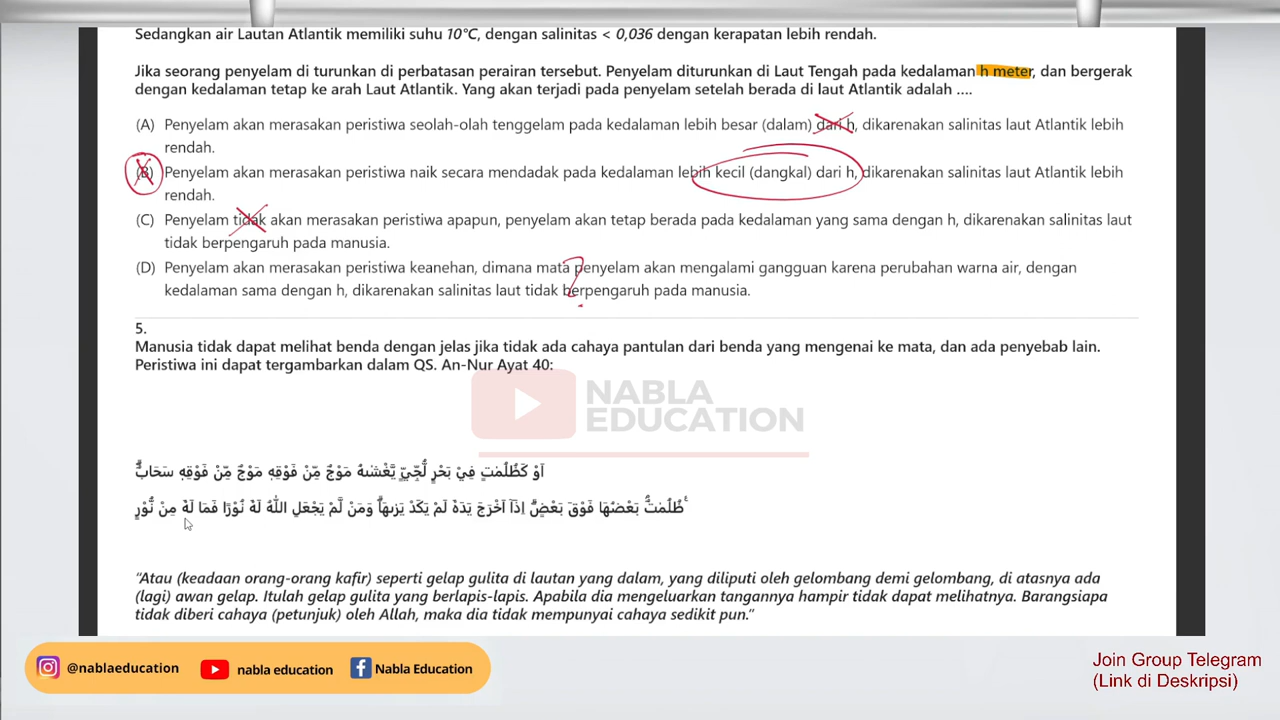 Sedangkan air Lautan Atlantik memiliki suhu 10°C, dengan salinitas < 0,036 dengan kerapatan lebih rendah.
Jika seorang penyelam di turunkan di perbatasan perairan tersebut. Penyelam diturunkan di Laut Tengah pada kedalaman h meter, dan bergerak
dengan kedalaman tetap ke arah Laut Atlantik. Yang akan terjadi pada penyelam setelah berada di laut Atlantik adalah ....
(A) Penyelam akan merasakan peristiwa seolah-olah tenggelam pada kedalaman lebih besar (dalam) dari h, dikarenakan salinitas laut Atlantik lebih
rendah.
(B) Penyelam akan merasakan peristiwa naik secara mendadak pada kedalaman lebih kecil (dangkal) dari h, dikarenakan salinitas laut Atlantik lebih
rendah.
(C) Penyelam tidak akan merasakan peristiwa apapun, penyelam akan tetap berada pada kedalaman yang sama dengan h, dikarenakan salinitas laut
tidak berpengaruh pada manusia.
(D) Penyelam akan merasakan peristiwa keanehan, dimana mata penyelam akan mengalami gangguan karena perubahan warna air, dengan
kedalaman sama dengan h, dikarenakan salinitas laut tidak berpengaruh pada manusia.
?
5.
Manusia tidak dapat melihat benda dengan jelas jika tidak ada cahaya pantulan dari benda yang mengenai ke mata, dan ada penyebab lain.
Peristiwa ini dapat tergambarkan dalam QS. An-Nur Ayat 40:
NABLA
EDUCATION
اَوْ كَظُلُمٰتٍ فِيْ بَحْرٍ لُّجِّيٍّ يَّغْشٰىهُ مَوْجٌ مِّنْ فَوْقِهٖ مَوْجٌ مِّنْ فَوْقِهٖ سَحَابٌۗ
ظُلُمٰتٌۢ بَعْضُهَا فَوْقَ بَعْضٍۗ اِذَآ اَخْرَجَ يَدَهٗ لَمْ يَكَدْ يَرٰىهَاۗ وَمَنْ لَّمْ يَجْعَلِ اللّٰهُ لَهٗ نُوْرًا فَمَا لَهٗ مِنْ نُّوْرٍ
“Atau (keadaan orang-orang kafir) seperti gelap gulita di lautan yang dalam, yang diliputi oleh gelombang demi gelombang, di atasnya ada
(lagi) awan gelap. Itulah gelap gulita yang berlapis-lapis. Apabila dia mengeluarkan tangannya hampir tidak dapat melihatnya. Barangsiapa
tidak diberi cahaya (petunjuk) oleh Allah, maka dia tidak mempunyai cahaya sedikit pun.”
@nablaeducation nabla education Nabla Education
Join Group Telegram
(Link di Deskripsi)